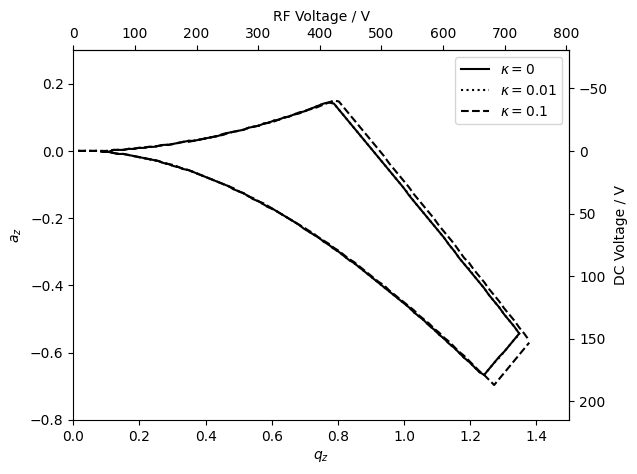 RF Voltage / V
0 100 200 300 400 500 600 700 800
κ = 0
κ = 0.01
κ = 0.1
0.2
0.0
−0.2
−0.4
−0.6
−0.8
a_z
−50
0
50
100
150
200
DC Voltage / V
0.0 0.2 0.4 0.6 0.8 1.0 1.2 1.4
q_z